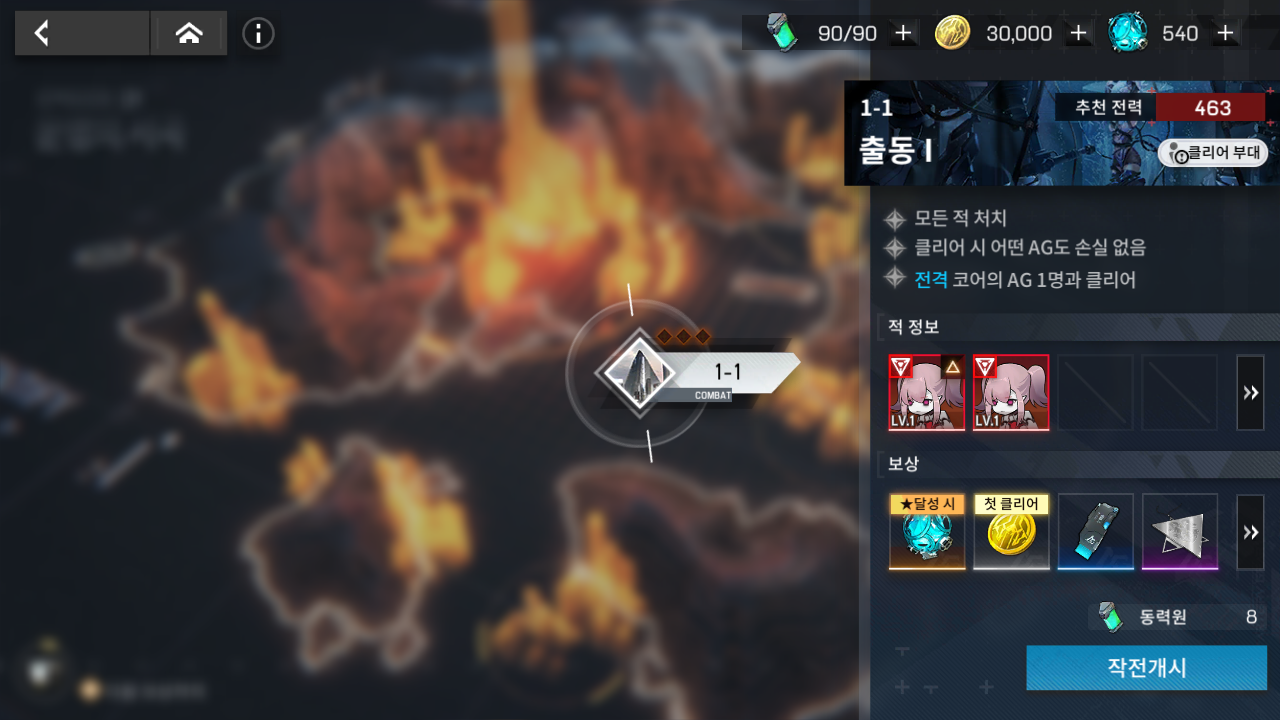 90/90
30,000
540
1-1
추천 전력 463
출동 I
클리어 부대
모든 적 처치
클리어 시 어떤 AG도 손실 없음
전격 코어의 AG 1명과 클리어
적 정보
LV.1
LV.1
1-1
COMBAT
보상
★달성 시
첫 클리어
동력원 8
작전개시